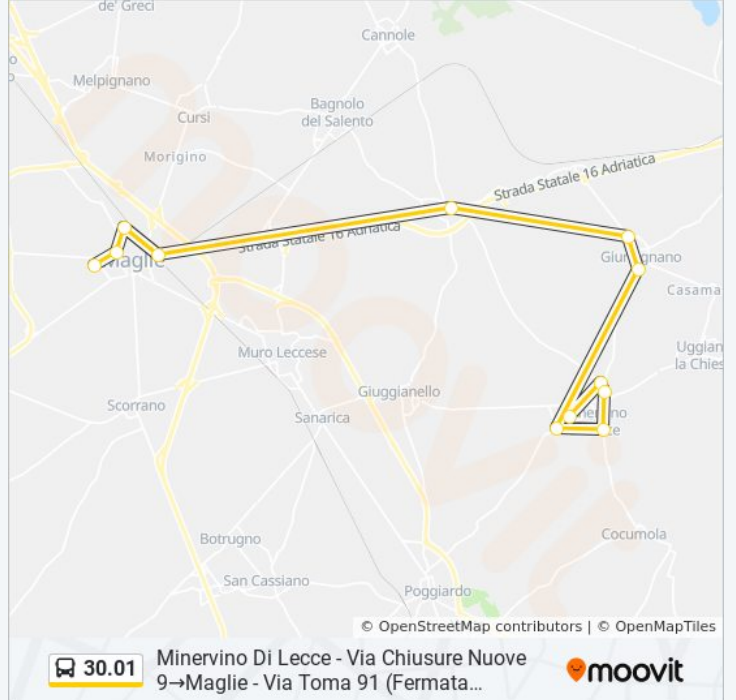 de' Greci
Cannole
Melpignano
Bagnolo
del Salento
Cursi
Morigino
Strada Statale 16 Adriatica
Strada Statale 16 Adriatica
Maglie
Giurdignano
Casama
Muro Leccese
Uggian
la Chies
Giuggianello
Scorrano
Sanarica
Botrugno
Cocumola
San Cassiano
Poggiardo
© OpenStreetMap contributors | © OpenMapTiles
30.01
Minervino Di Lecce - Via Chiusure Nuove
9→Maglie - Via Toma 91 (Fermata...
moovit